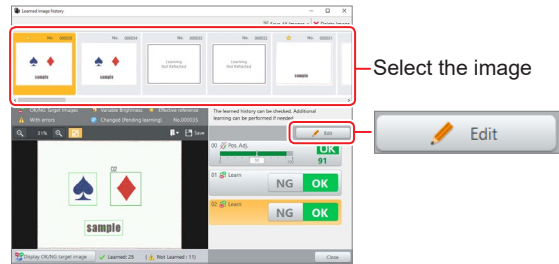 Learned image history
Save All Images Delete Image
No. 000035 No. 000034 No. 000033 No. 000032 No. 000031
sample sample Learning Not Reflected Learning Not Reflected sample
Select the image
OK/NG Target Images Variable Brightness Effective reference
With errors Changed (Pending learning) No.000035
The learned history can be checked. Additional
learning can be performed if needed.
Edit
Edit
31% Save
00 Pos. Adj. OK
91
02
01 Learn
NG OK
02 Learn
NG OK
sample
Display OK/NG target image Learned: 25 ( Not Learned : 11) Close